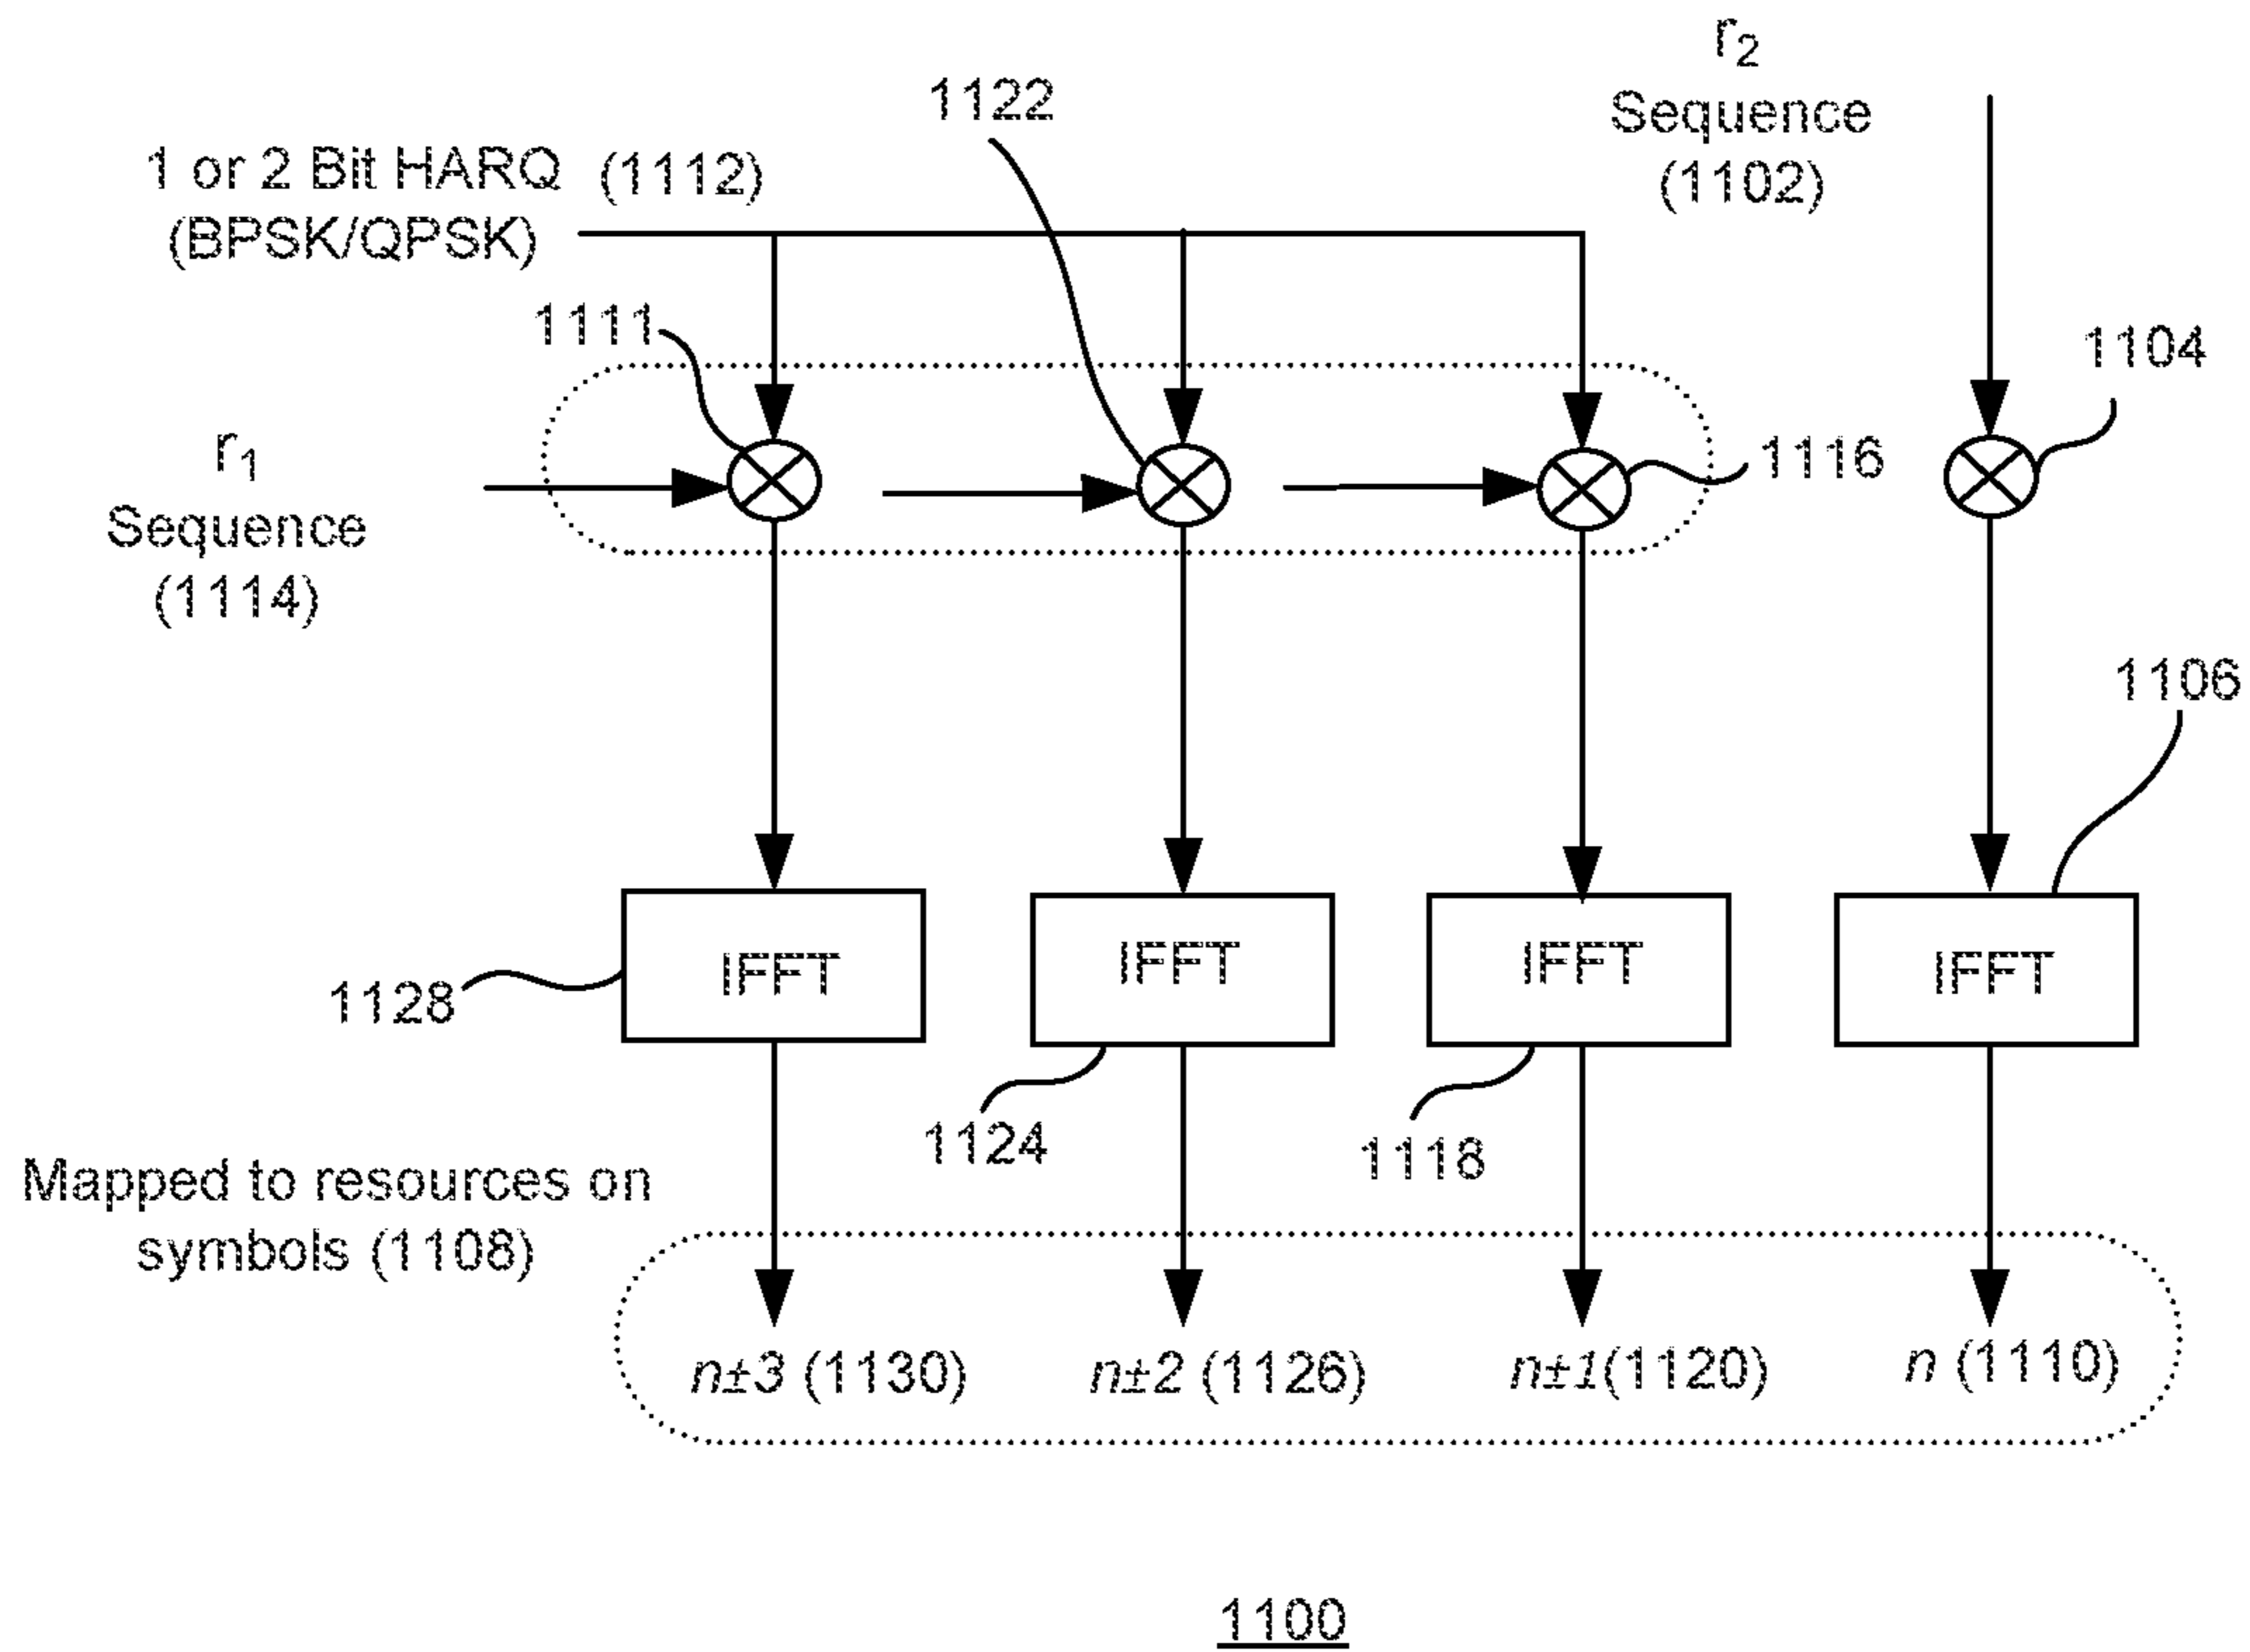 r2
Sequence
(1102)
1122
1 or 2 Bit HARQ (1112)
(BPSK/QPSK)
1111
1104
r1
Sequence
(1114)
1116
1106
IFFT
IFFT
IFFT
IFFT
1128
1124
1118
Mapped to resources on
symbols (1108)
n±3 (1130)
n±2 (1126)
n±1(1120)
n (1110)
1100